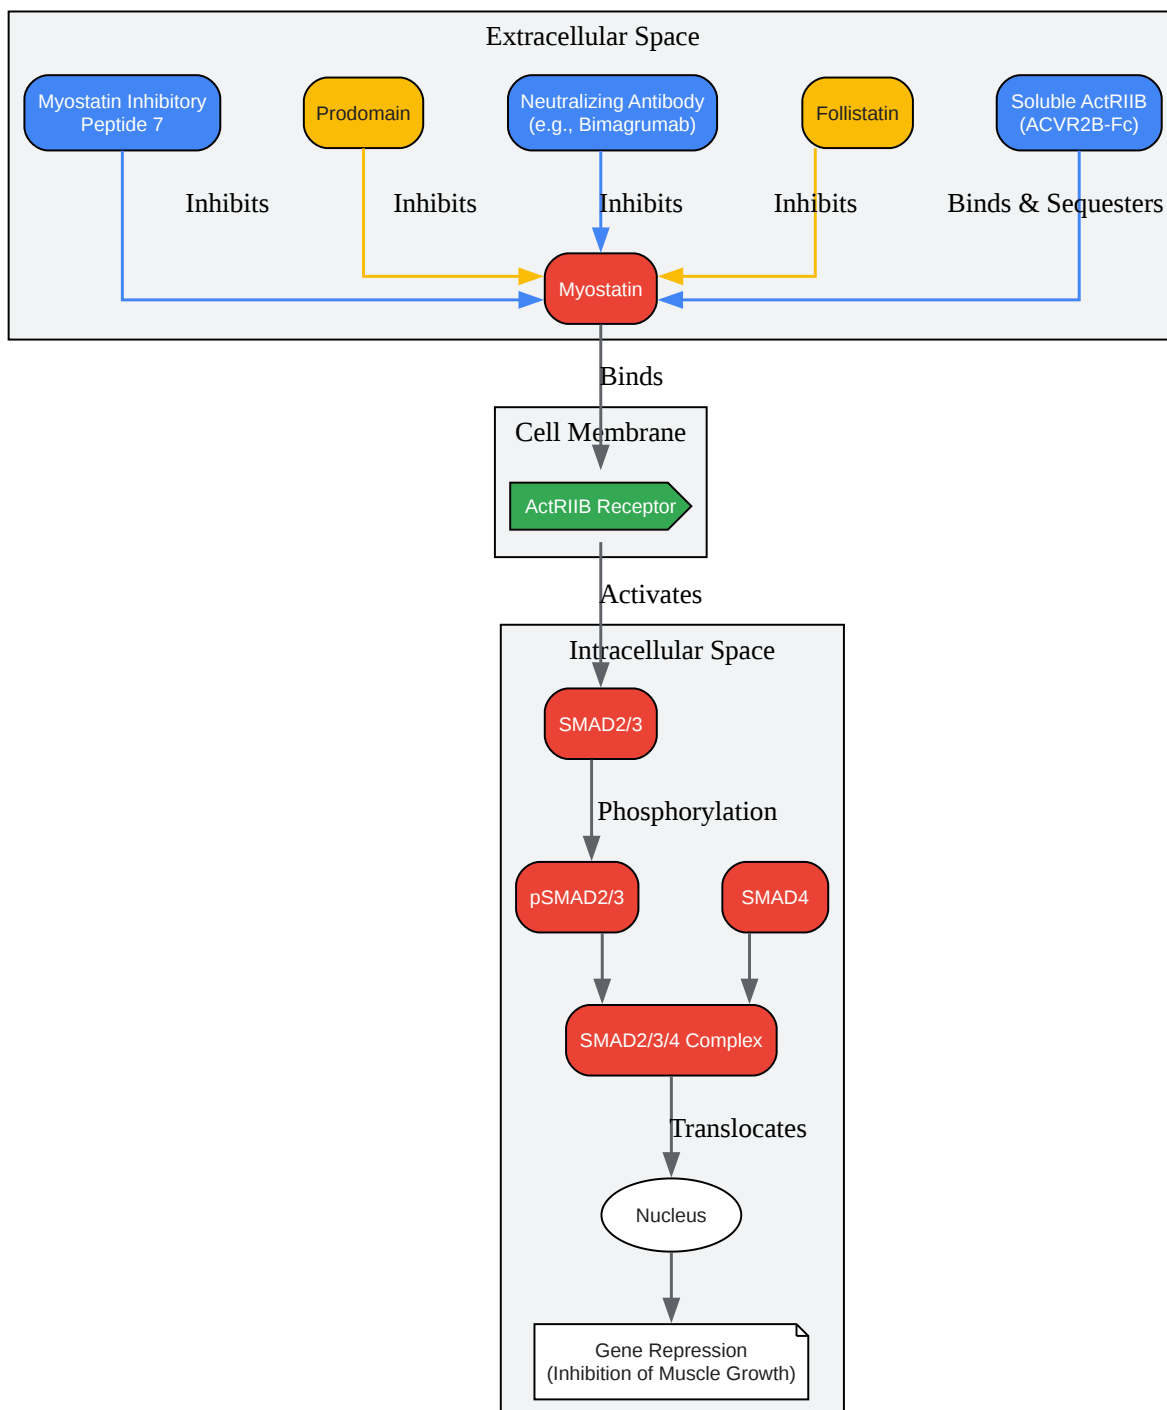 Extracellular Space
Myostatin Inhibitory
Peptide 7
Prodomain
Neutralizing Antibody
(e.g., Bimagrumab)
Follistatin
Soluble ActRIIB
(ACVR2B-Fc)
Inhibits
Inhibits
Inhibits
Inhibits
Binds & Sequesters
Myostatin
Binds
Cell Membrane
ActRIIB Receptor
Activates
Intracellular Space
SMAD2/3
Phosphorylation
pSMAD2/3
SMAD4
SMAD2/3/4 Complex
Translocates
Nucleus
Gene Repression
(Inhibition of Muscle Growth)